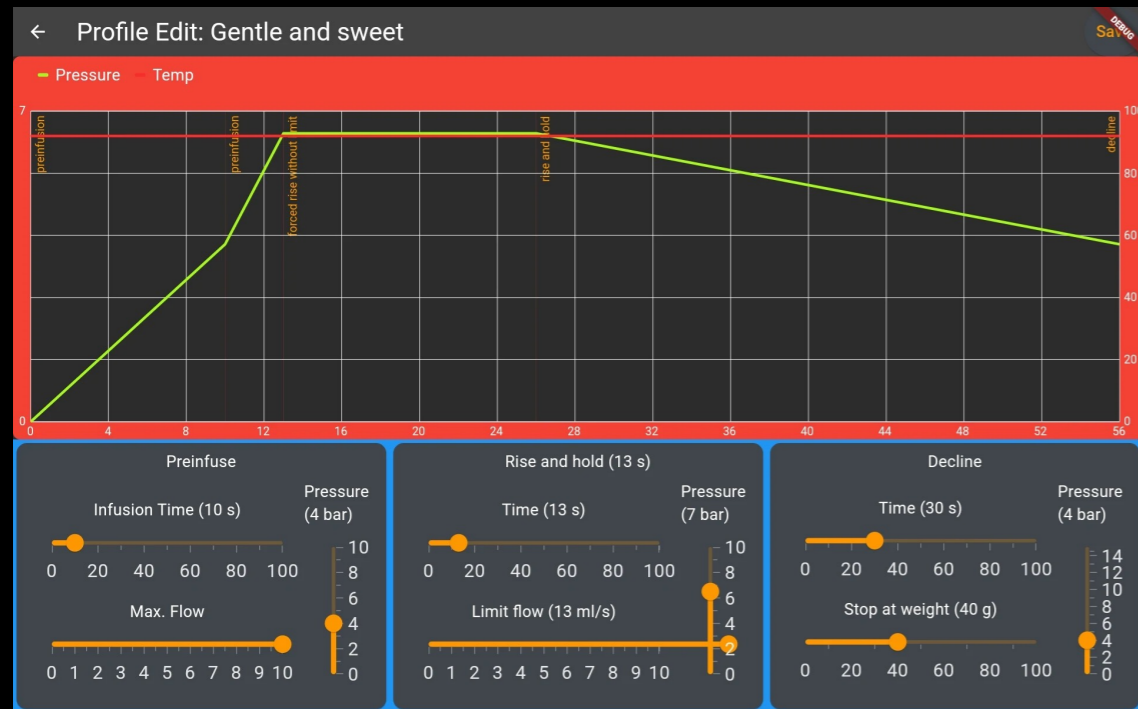 Profile Edit: Gentle and sweet
Sav
DEBUG
Pressure Temp
7
0
preinfusion
preinfusion
forced rise without limit
rise and hold
decline
100
80
60
40
20
0
0 4 8 12 16 20 24 28 32 36 40 44 48 52 56
Preinfuse
Infusion Time (10 s)
0 20 40 60 80 100
Max. Flow
0 1 2 3 4 5 6 7 8 9 10
Pressure
(4 bar)
10
8
6
4
2
0
Rise and hold (13 s)
Time (13 s)
0 20 40 60 80 100
Limit flow (13 ml/s)
0 1 2 3 4 5 6 7 8 9 10
Pressure
(7 bar)
10
8
6
4
2
0
Decline
Time (30 s)
0 20 40 60 80 100
Stop at weight (40 g)
0 20 40 60 80 100
Pressure
(4 bar)
14
12
10
8
6
4
2
0